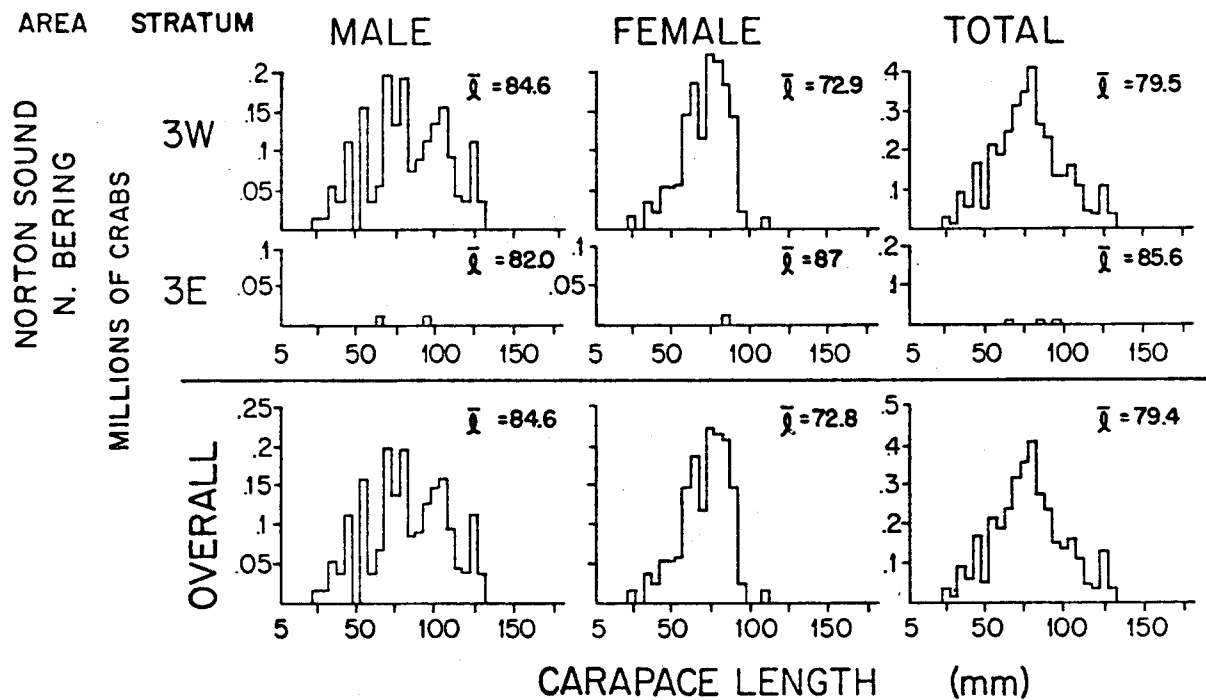 AREA STRATUM MALE FEMALE TOTAL
NORTON SOUND
N. BERING
MILLIONS OF CRABS
3W
.2
.15
.1
.05
l̄ =84.6
l̄ =72.9
.4
.3
.2
.1
l̄ =79.5
3E
.1
.05
l̄ =82.0
.1
.05
l̄ =87
.2
.1
l̄ =85.6
5 50 100 150
5 50 100 150
5 50 100 150
OVERALL
.25
.2
.15
.1
.05
l̄ =84.6
l̄ =72.8
.5
.4
.3
.2
.1
l̄ =79.4
5 50 100 150
5 50 100 150
5 50 100 150
CARAPACE LENGTH (mm)